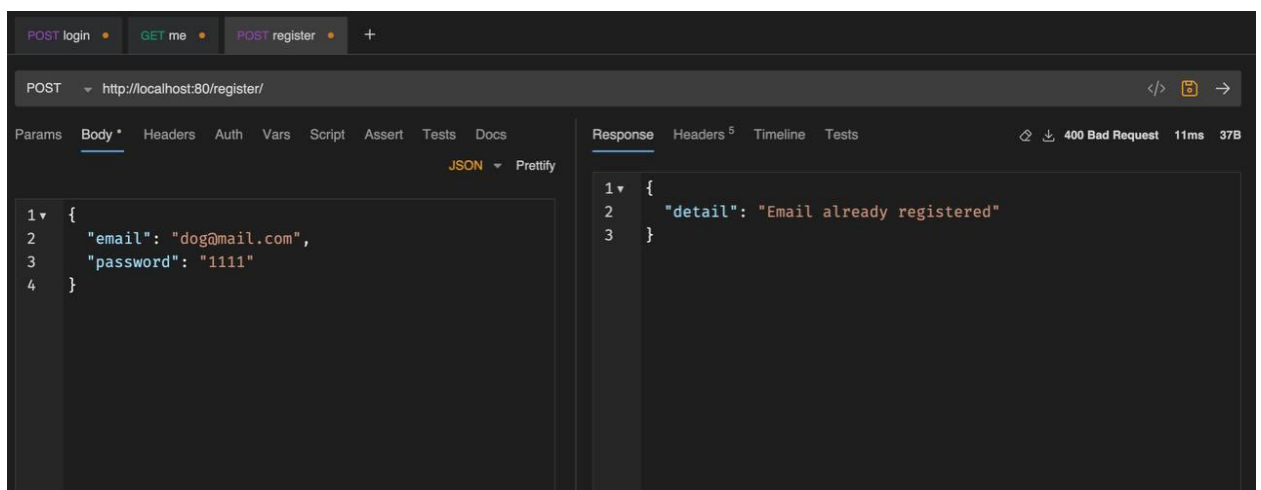 POST login GET me POST register +
POST http://localhost:80/register/ </>
Params Body * Headers Auth Vars Script Assert Tests Docs
JSON Prettify
1 {
2 "email": "dog@mail.com",
3 "password": "1111"
4 }
Response Headers 5 Timeline Tests 400 Bad Request 11ms 37B
1 {
2 "detail": "Email already registered"
3 }